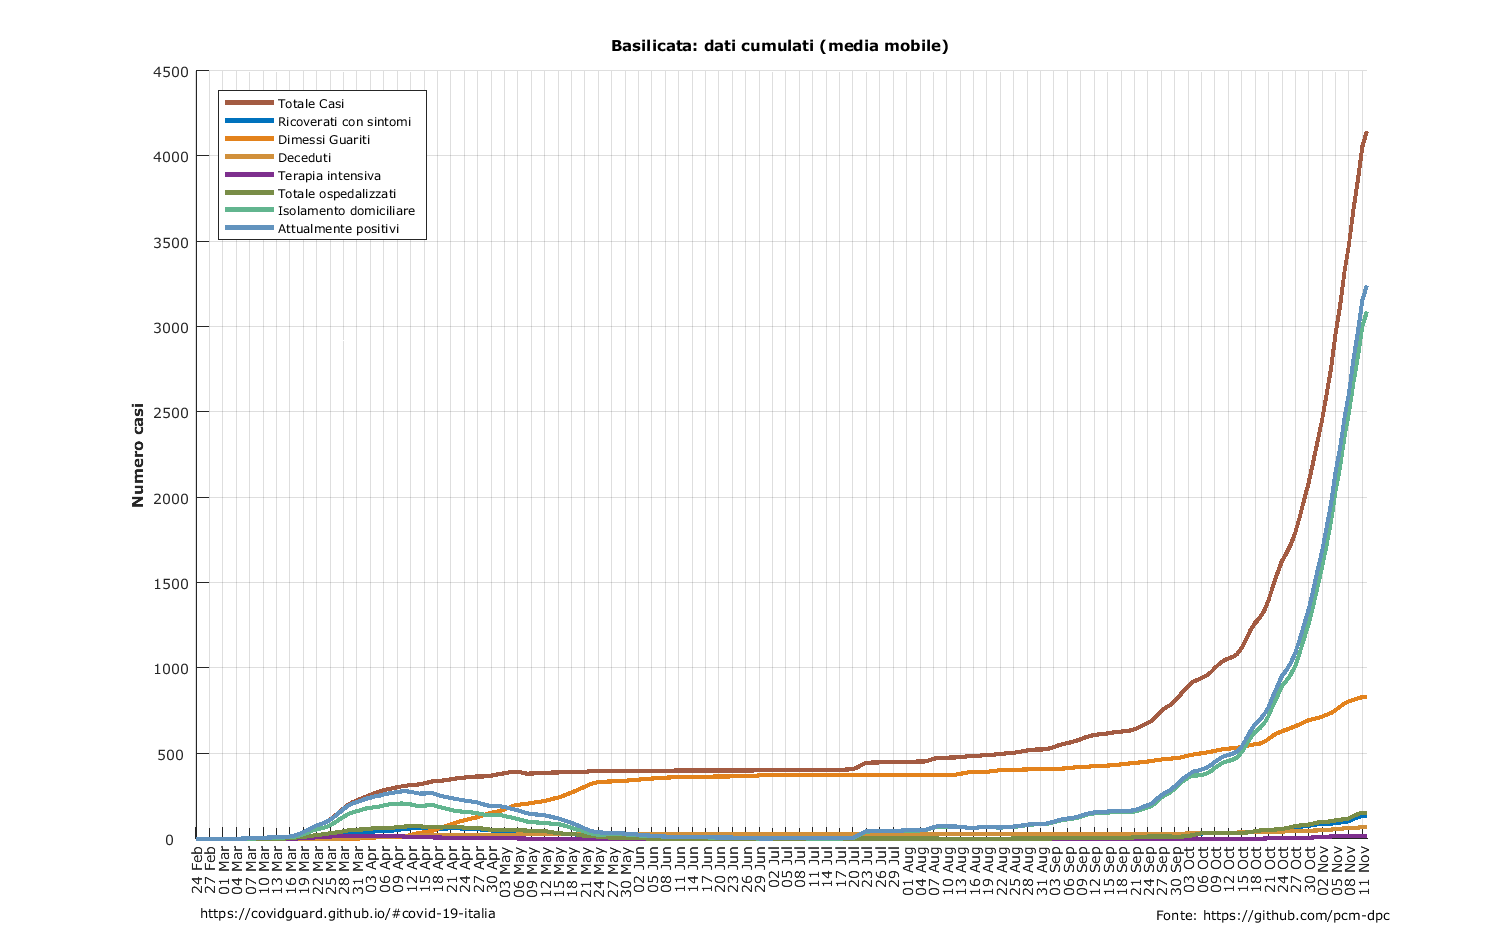 Basilicata: dati cumulati (media mobile)
4500
4000
3500
3000
2500
2000
1500
1000
500
0
Numero casi
Totale Casi
Ricoverati con sintomi
Dimessi Guariti
Deceduti
Terapia intensiva
Totale ospedalizzati
Isolamento domiciliare
Attualmente positivi
24 Feb
27 Feb
01 Mar
04 Mar
07 Mar
10 Mar
13 Mar
16 Mar
19 Mar
22 Mar
25 Mar
28 Mar
31 Mar
03 Apr
06 Apr
09 Apr
12 Apr
15 Apr
18 Apr
21 Apr
24 Apr
27 Apr
30 Apr
03 May
06 May
09 May
12 May
15 May
18 May
21 May
24 May
27 May
30 May
02 Jun
05 Jun
08 Jun
11 Jun
14 Jun
17 Jun
20 Jun
23 Jun
26 Jun
29 Jun
02 Jul
05 Jul
08 Jul
11 Jul
14 Jul
17 Jul
20 Jul
23 Jul
26 Jul
29 Jul
01 Aug
04 Aug
07 Aug
10 Aug
13 Aug
16 Aug
19 Aug
22 Aug
25 Aug
28 Aug
31 Aug
03 Sep
06 Sep
09 Sep
12 Sep
15 Sep
18 Sep
21 Sep
24 Sep
27 Sep
30 Sep
03 Oct
06 Oct
09 Oct
12 Oct
15 Oct
18 Oct
21 Oct
24 Oct
27 Oct
30 Oct
02 Nov
05 Nov
08 Nov
11 Nov
https://covidguard.github.io/#covid-19-italia
Fonte: https://github.com/pcm-dpc